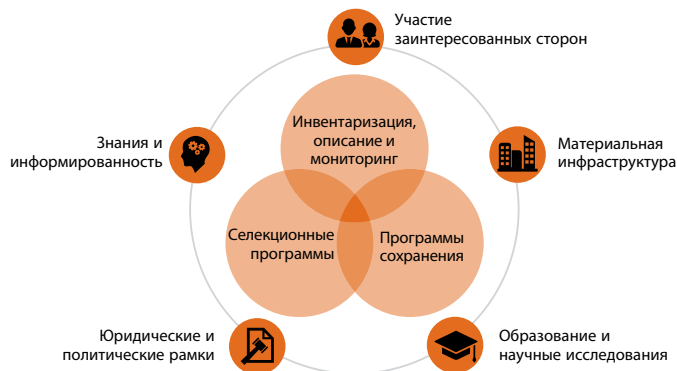 Участие
заинтересованных сторон
Инвентаризация,
описание и
мониторинг
Знания и
информированность
Материальная
инфраструктура
Селекционные
программы
Программы
сохранения
Юридические и
политические рамки
Образование и
научные исследования